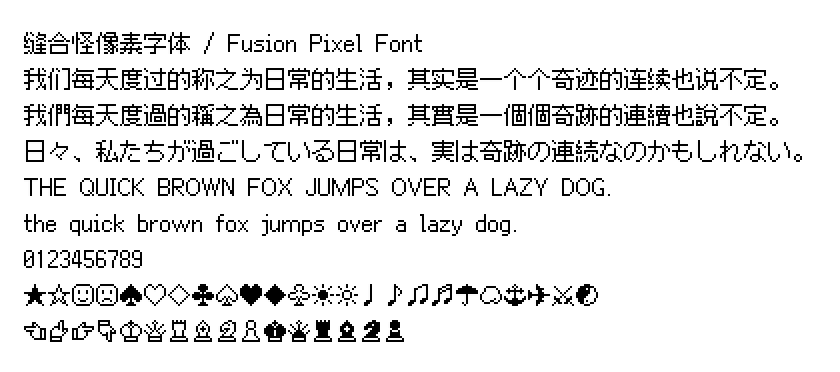 缝合怪像素字体 / Fusion Pixel Font
我们每天度过的称之为日常的生活，其实是一个个奇迹的连续也说不定。
我們每天度過的稱之為日常的生活，其實是一個個奇跡的連續也說不定。
日々、私たちが過ごしている日常は、実は奇跡の連続なのかもしれない。
THE QUICK BROWN FOX JUMPS OVER A LAZY DOG.
the quick brown fox jumps over a lazy dog.
0123456789
★☆☺☹♠♡♢♣♤♥♦♧☀☼♩♪♫♬☂☁⚓✈⚔☯
☜☝☞☟♔♕♖♗♘♙♚♛♜♝♞♟